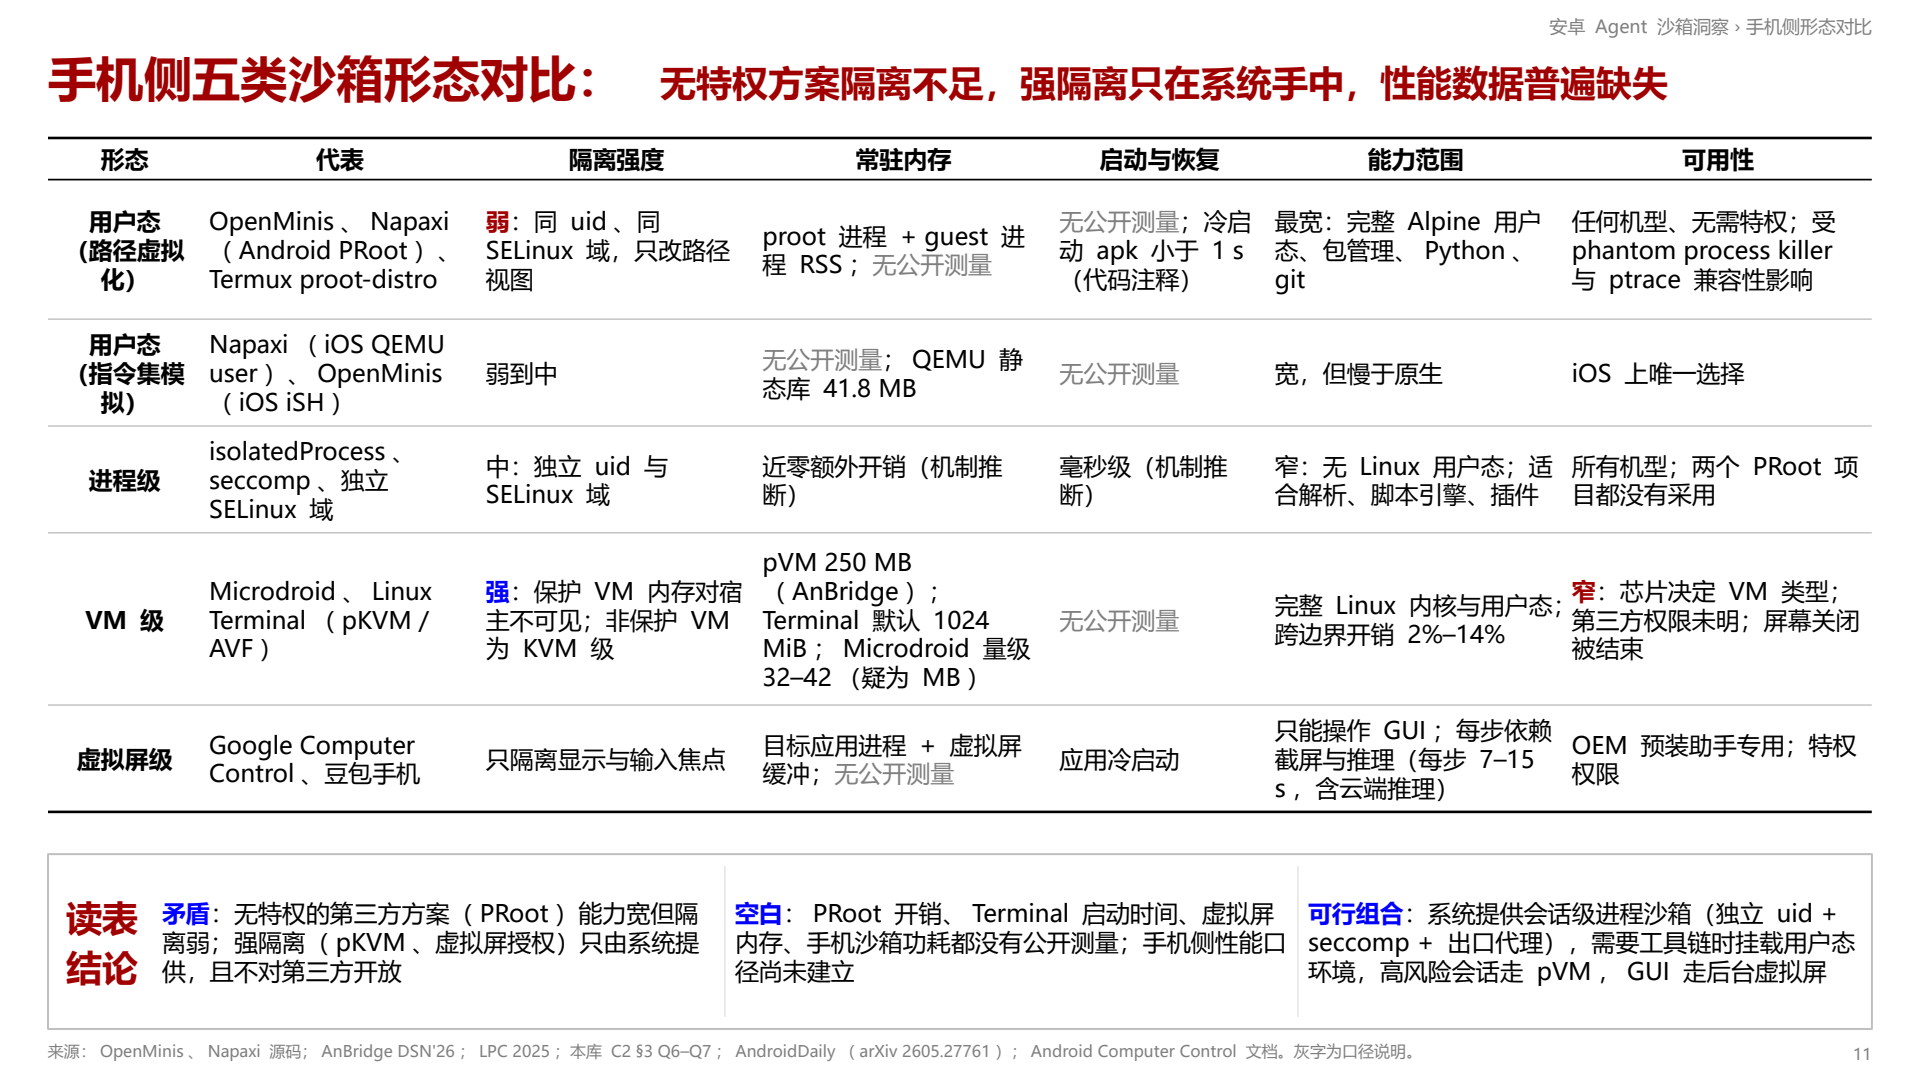 安卓 Agent 沙箱洞察 › 手机侧形态对比
手机侧五类沙箱形态对比： 无特权方案隔离不足，强隔离只在系统手中，性能数据普遍缺失
形态 代表 隔离强度 常驻内存 启动与恢复 能力范围 可用性
用户态
(路径虚拟
化)
OpenMinis 、 Napaxi
（ Android PRoot ） 、
Termux proot-distro
弱：同 uid 、同
SELinux 域，只改路径
视图
proot 进程 + guest 进
程 RSS ；无公开测量
无公开测量；冷启
动 apk 小于 1 s
（代码注释）
最宽：完整 Alpine 用户
态、包管理、 Python 、
git
任何机型、无需特权；受
phantom process killer
与 ptrace 兼容性影响
用户态
(指令集模
拟)
Napaxi （ iOS QEMU
user ） 、 OpenMinis
（ iOS iSH ）
弱到中
无公开测量； QEMU 静
态库 41.8 MB
无公开测量
宽，但慢于原生
iOS 上唯一选择
进程级
isolatedProcess 、
seccomp 、独立
SELinux 域
中：独立 uid 与
SELinux 域
近零额外开销（机制推
断）
毫秒级（机制推
断）
窄：无 Linux 用户态；适
合解析、脚本引擎、插件
所有机型；两个 PRoot 项
目都没有采用
VM 级
Microdroid 、 Linux
Terminal （ pKVM /
AVF ）
强：保护 VM 内存对宿
主不可见；非保护 VM
为 KVM 级
pVM 250 MB
（ AnBridge ） ；
Terminal 默认 1024
MiB ； Microdroid 量级
32–42 （疑为 MB ）
无公开测量
完整 Linux 内核与用户态；
跨边界开销 2%–14%
窄：芯片决定 VM 类型；
第三方权限未明；屏幕关闭
被结束
虚拟屏级
Google Computer
Control 、豆包手机
只隔离显示与输入焦点
目标应用进程 + 虚拟屏
缓冲；无公开测量
应用冷启动
只能操作 GUI ；每步依赖
截屏与推理（每步 7–15
s ，含云端推理）
OEM 预装助手专用；特权
权限
读表
结论
矛盾：无特权的第三方方案（ PRoot ）能力宽但隔
离弱；强隔离（ pKVM 、虚拟屏授权）只由系统提
供，且不对第三方开放
空白： PRoot 开销、 Terminal 启动时间、虚拟屏
内存、手机沙箱功耗都没有公开测量；手机侧性能口
径尚未建立
可行组合：系统提供会话级进程沙箱（独立 uid +
seccomp + 出口代理），需要工具链时挂载用户态
环境，高风险会话走 pVM ， GUI 走后台虚拟屏
来源： OpenMinis 、 Napaxi 源码； AnBridge DSN'26 ； LPC 2025 ；本库 C2 §3 Q6–Q7 ； AndroidDaily （ arXiv 2605.27761 ） ； Android Computer Control 文档。灰字为口径说明。
11